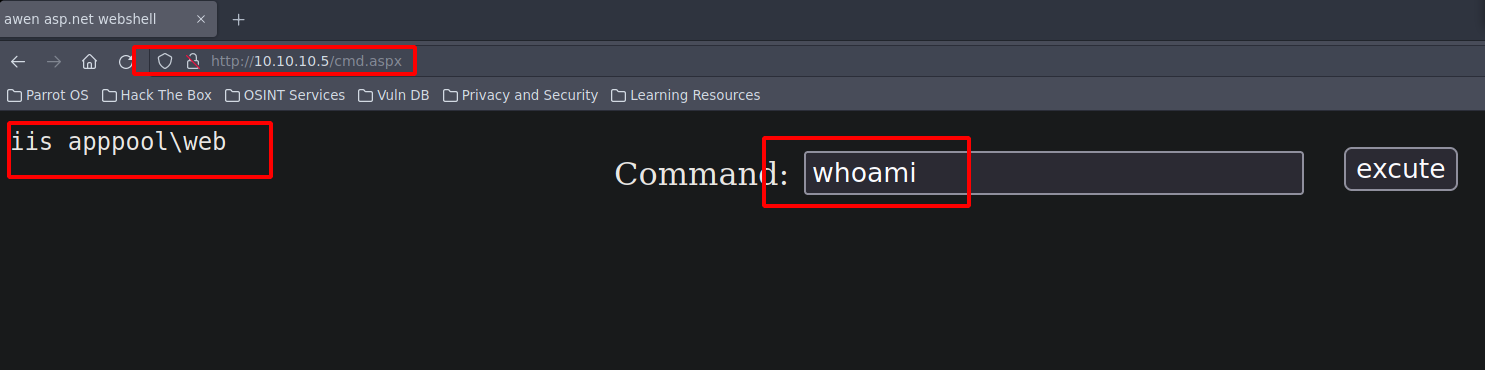 awen asp.net webshell
http://10.10.10.5/cmd.aspx
Parrot OS Hack The Box OSINT Services Vuln DB Privacy and Security Learning Resources
iis apppool\web
Command: whoami excute